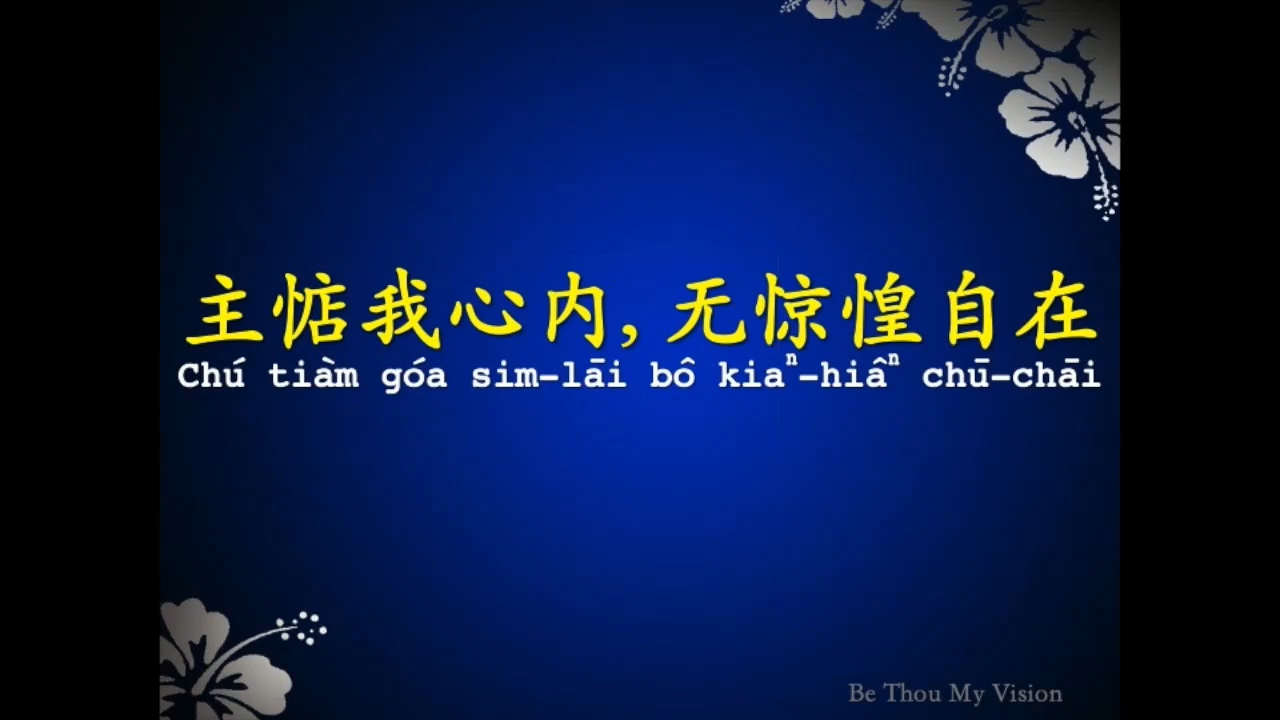 主惦我心内,无惊惶自在
Chú tiàm góa sim-lāi bô kiaⁿ-hiâⁿ chū-chāi
Be Thou My Vision